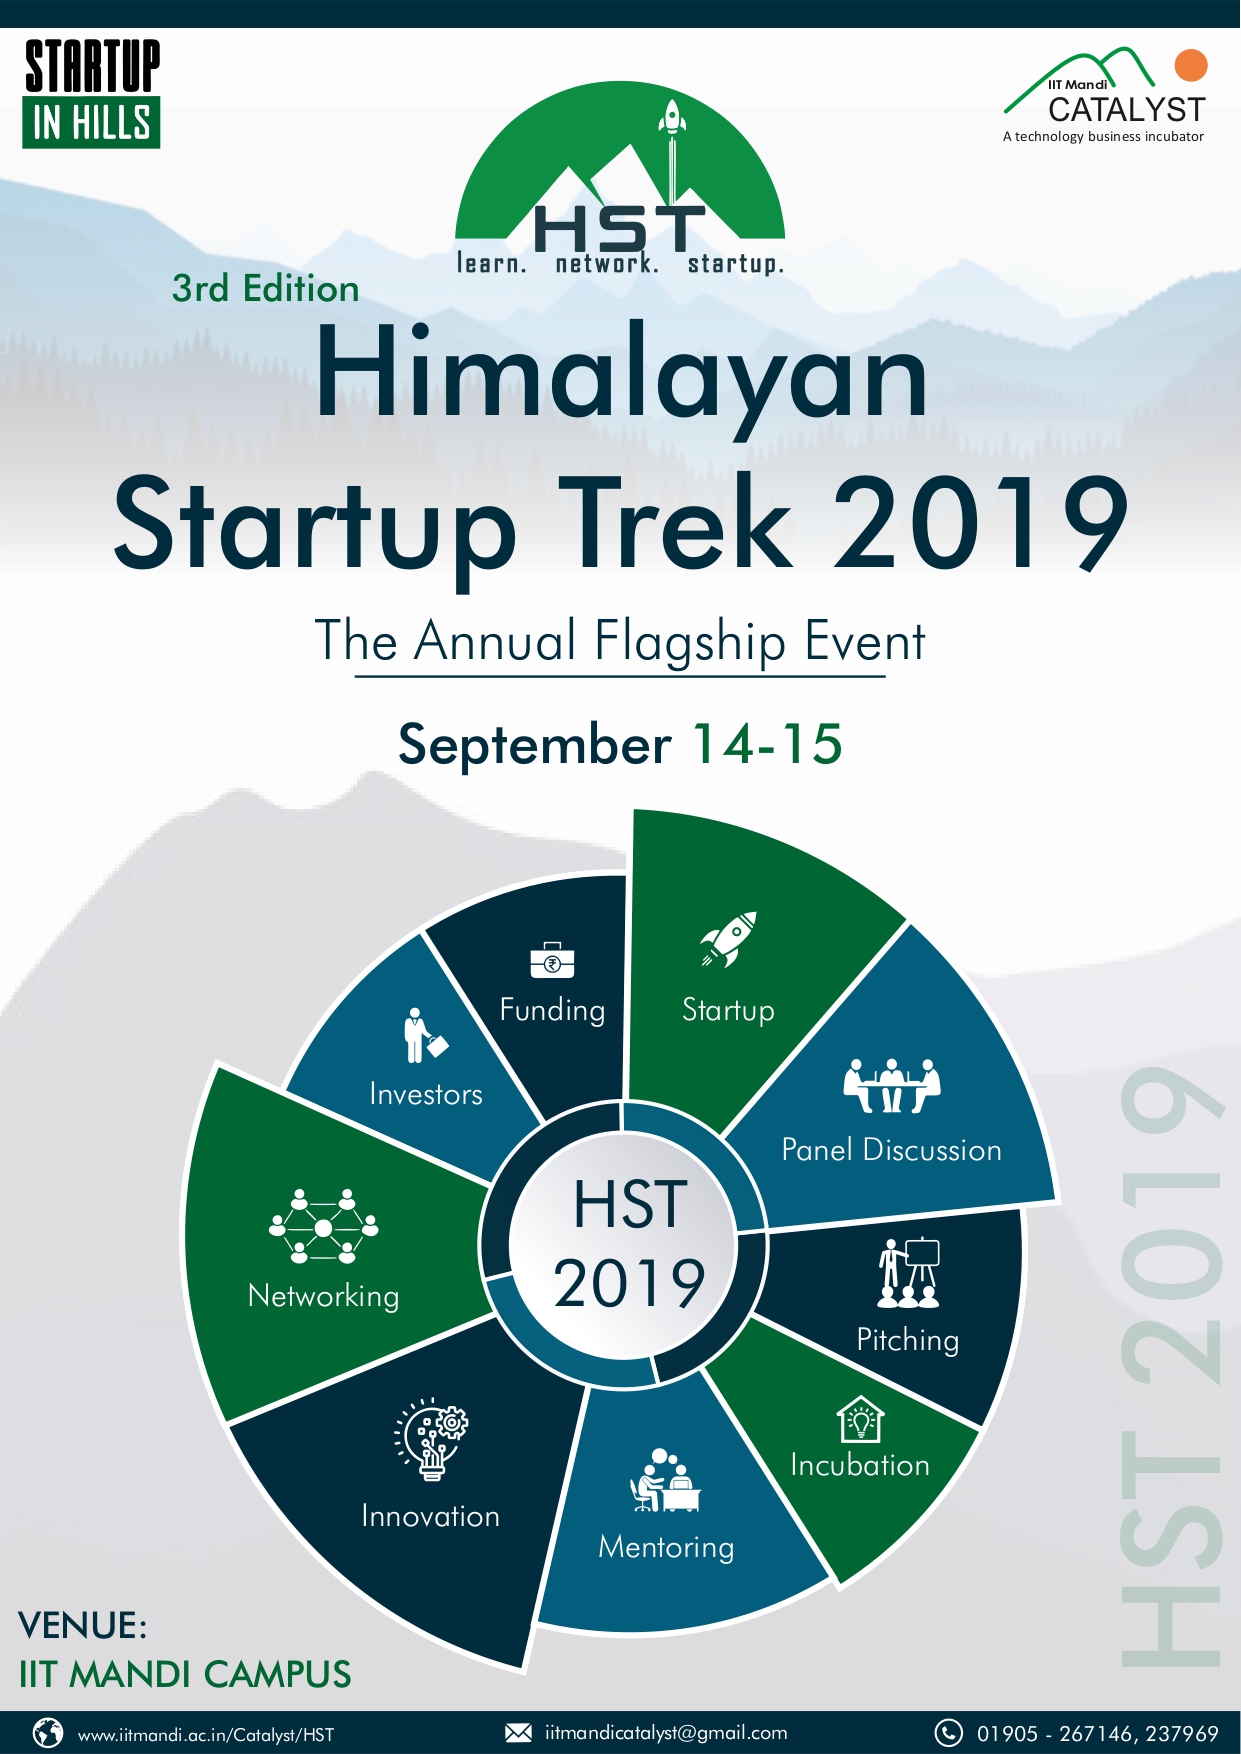 STARTUP
IN HILLS
IIT Mandi
CATALYST
A technology business incubator
HST
learn. network. startup.
3rd Edition
Himalayan
Startup Trek 2019
The Annual Flagship Event
September 14-15
Funding
Startup
Investors
Panel Discussion
HST
2019
Networking
Pitching
Incubation
Innovation
Mentoring
HST 2019
VENUE:
IIT MANDI CAMPUS
www.iitmandi.ac.in/Catalyst/HST
iitmandicatalyst@gmail.com
01905 - 267146, 237969